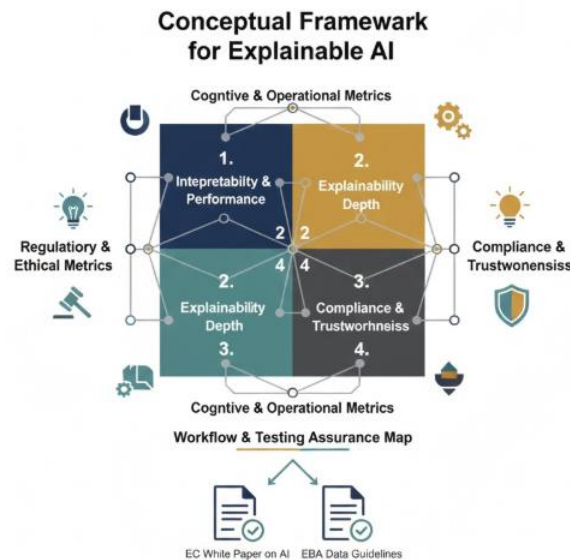 Conceptual Framewark
for Explainable AI
Cogntive & Operational Metrics
1.
Intepretabilty &
Performance
2.
Explainability
Depth
2 2
4 4
Regulatiory &
Ethical Metrics
Compliance &
Trustwonensiss
2.
Explainability
Depth
3.
3.
Compliance &
Trustworhneiss
4.
Cogntive & Operational Metrics
Workflow & Testing Assurance Map
EC White Paper on AI
EBA Data Guidelines